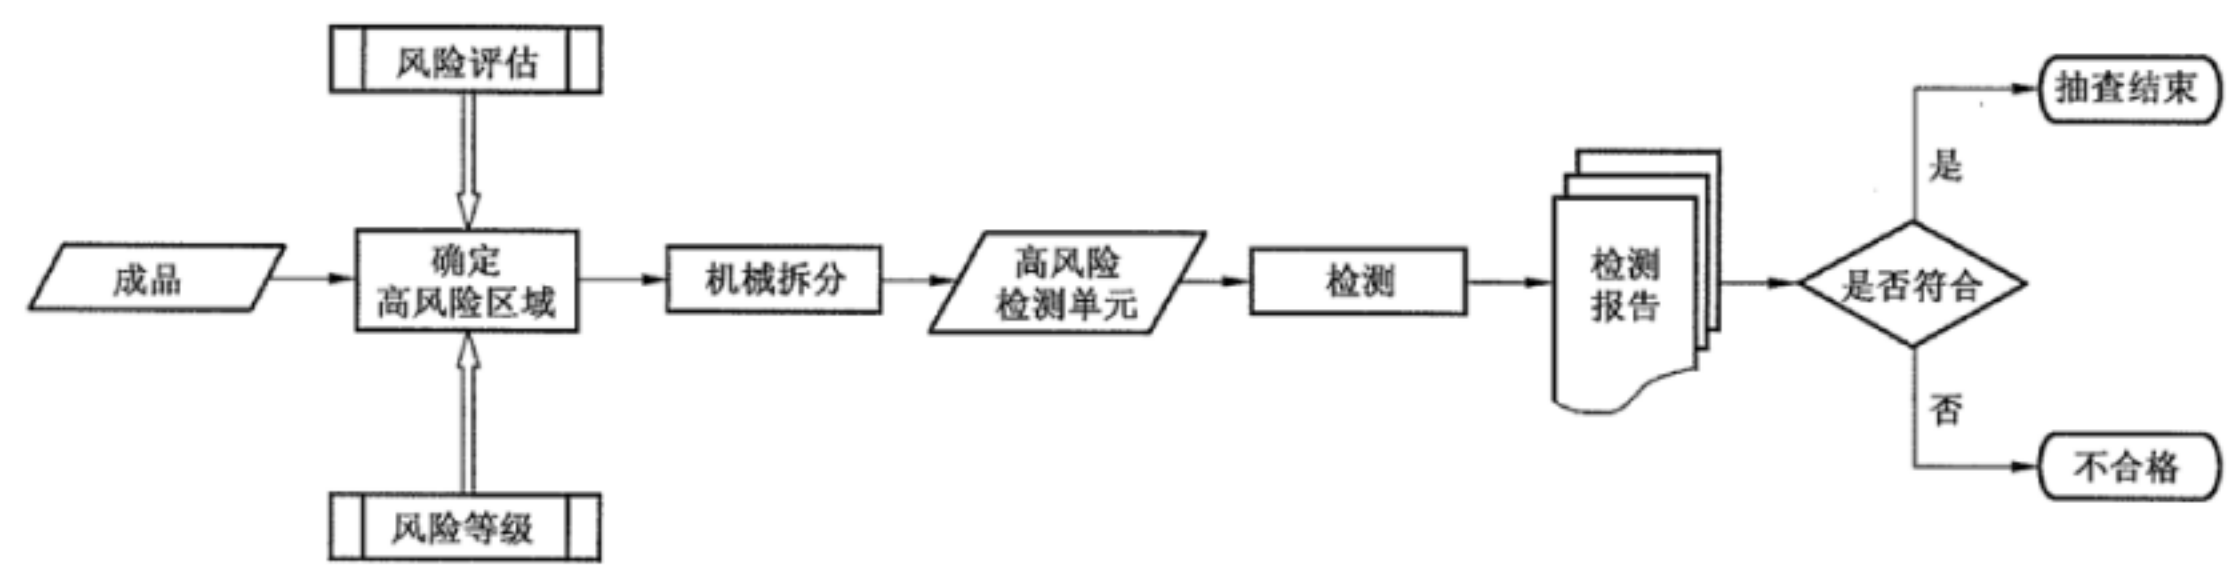 风险评估
抽查结束
是
成品
确定
高风险区域
机械拆分
高风险
检测单元
检测
检测
报告
是否符合
否
不合格
风险等级